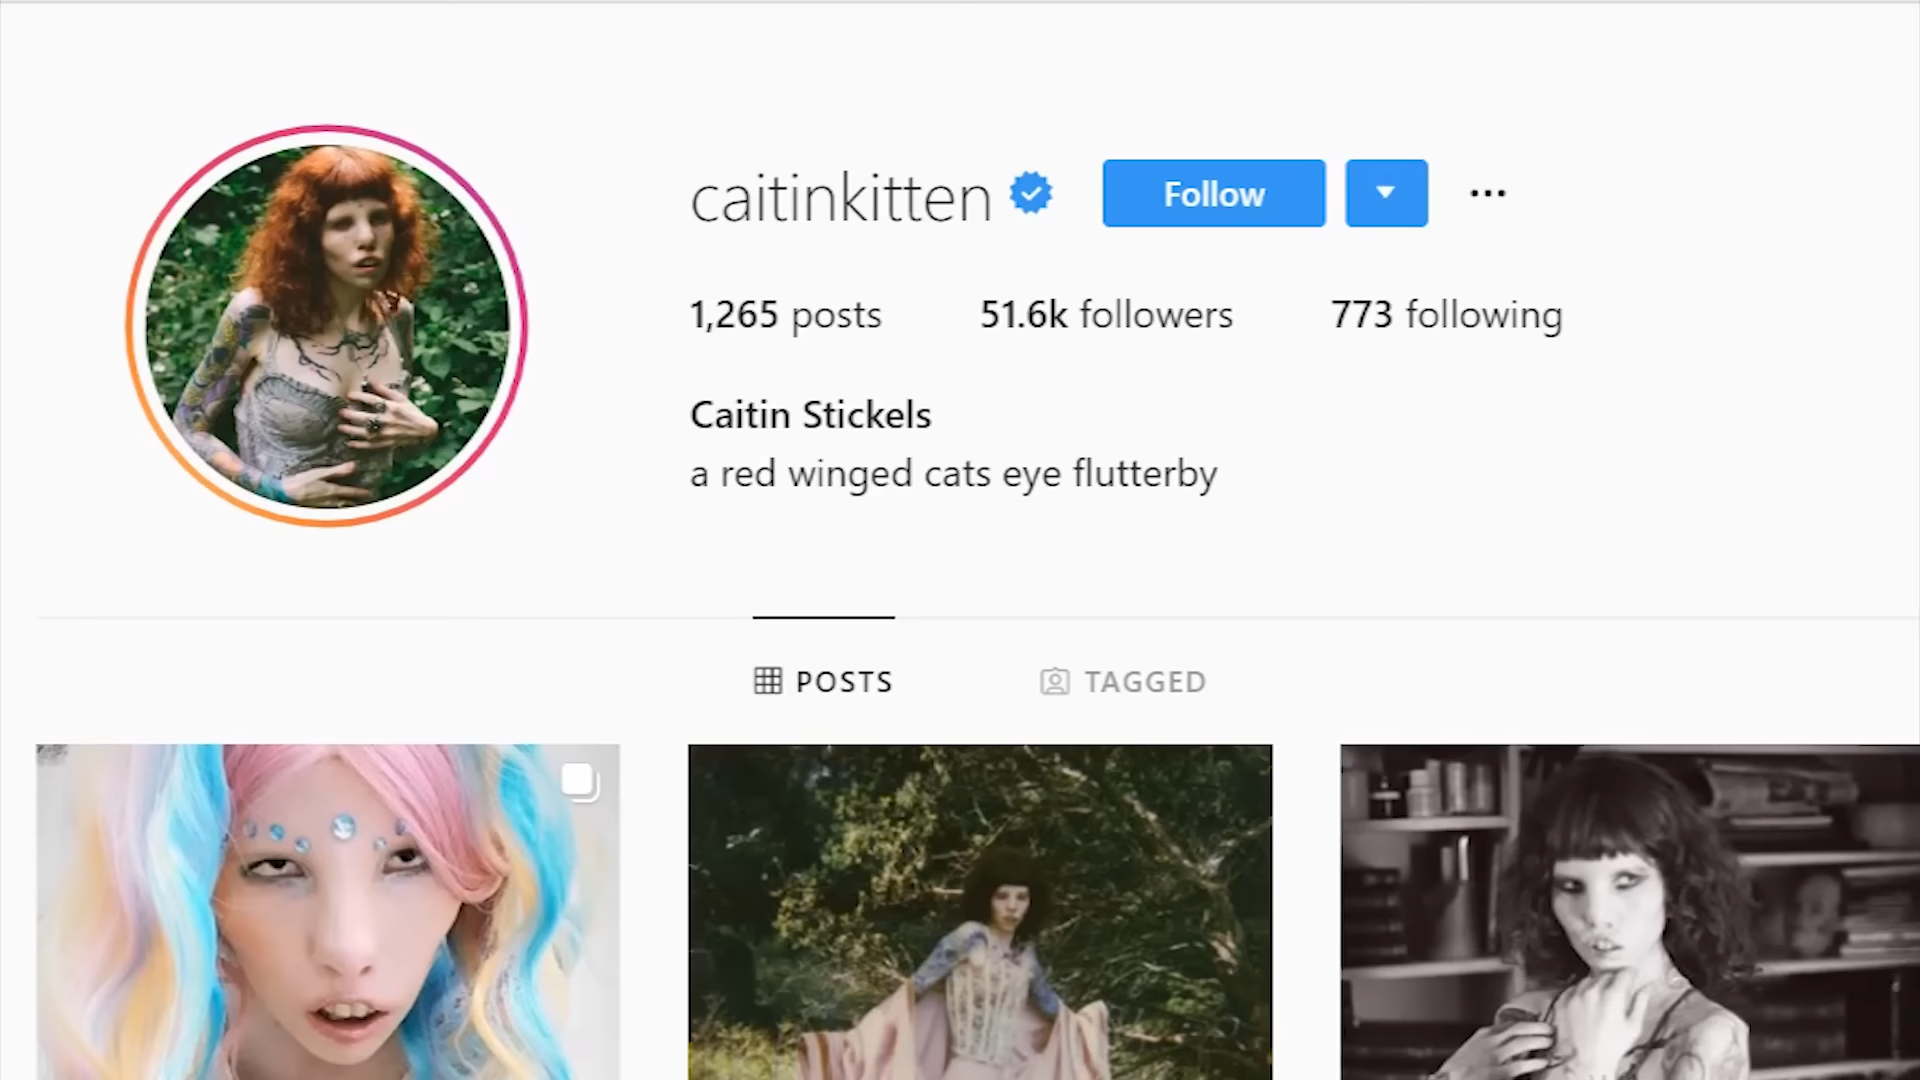 caitinkitten Follow
1,265 posts 51.6k followers 773 following
Caitin Stickels
a red winged cats eye flutterby
POSTS TAGGED